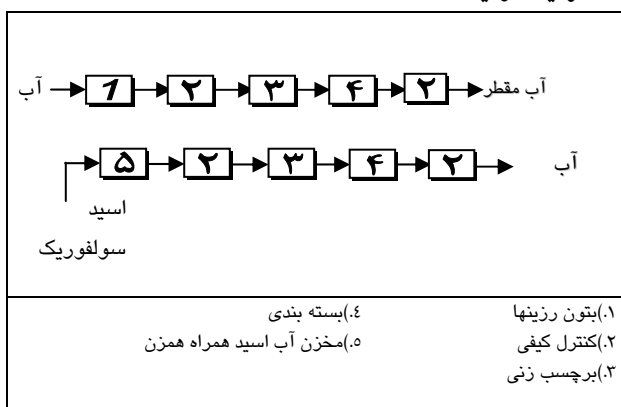 آب 1 ۲ ۳ ۴ ۲ آب مقطر
۵ ۲ ۳ ۴ ۲ آب
اسید
سولفوریک
۱.)بتون رزینها
۲.)کنترل کیفی
۳.)برچسب زنی
۴.)بسته بندی
۵.)مخزن آب اسید همراه همزن